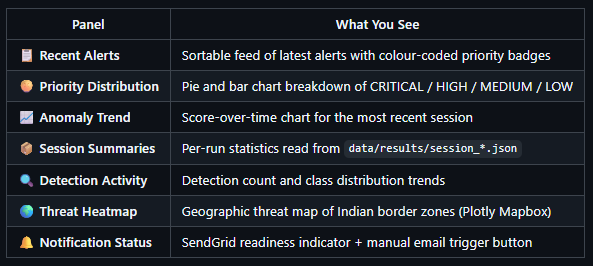 Panel What You See
Recent Alerts Sortable feed of latest alerts with colour-coded priority badges
Priority Distribution Pie and bar chart breakdown of CRITICAL / HIGH / MEDIUM / LOW
Anomaly Trend Score-over-time chart for the most recent session
Session Summaries Per-run statistics read from data/results/session_*.json
Detection Activity Detection count and class distribution trends
Threat Heatmap Geographic threat map of Indian border zones (Plotly Mapbox)
Notification Status SendGrid readiness indicator + manual email trigger button